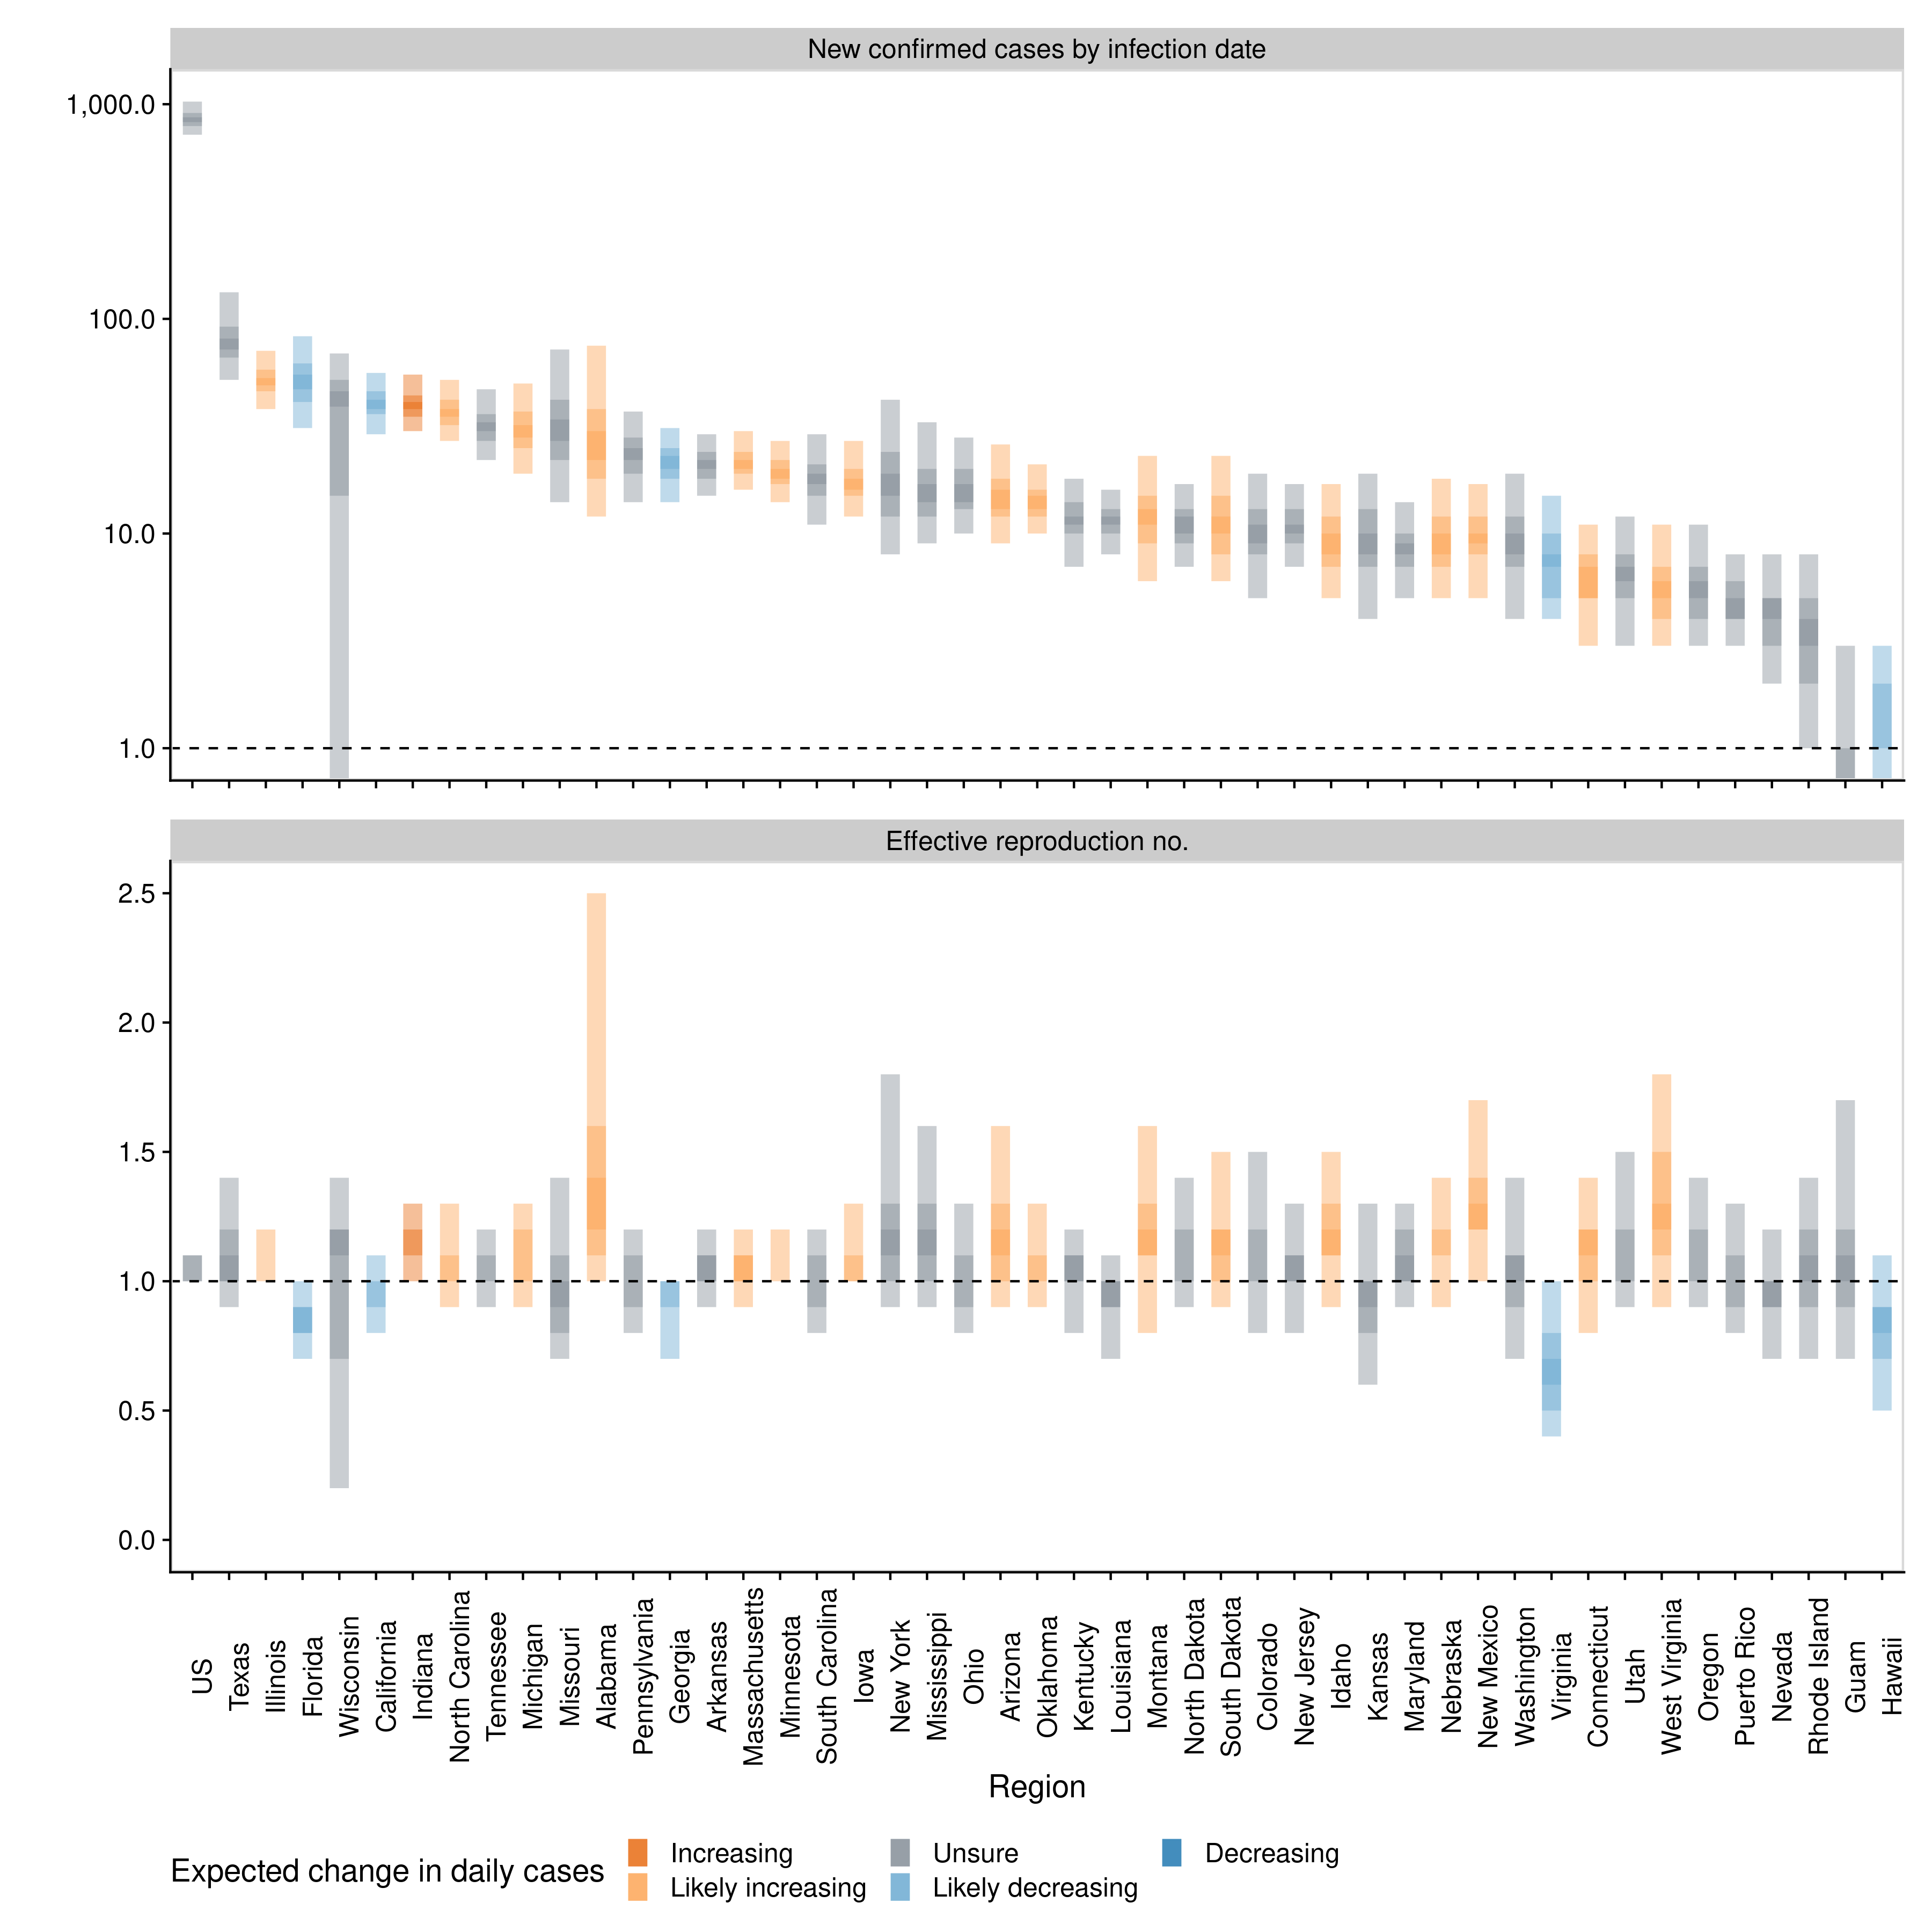 New confirmed cases by infection date
1,000.0
100.0
10.0
1.0
Effective reproduction no.
2.5
2.0
1.5
1.0
0.5
0.0
US
Texas
Illinois
Florida
Wisconsin
California
Indiana
North Carolina
Tennessee
Michigan
Missouri
Alabama
Pennsylvania
Georgia
Arkansas
Massachusetts
Minnesota
South Carolina
Iowa
New York
Mississippi
Ohio
Arizona
Oklahoma
Kentucky
Louisiana
Montana
North Dakota
South Dakota
Colorado
New Jersey
Idaho
Kansas
Maryland
Nebraska
New Mexico
Washington
Virginia
Connecticut
Utah
West Virginia
Oregon
Puerto Rico
Nevada
Rhode Island
Guam
Hawaii
Region
Expected change in daily cases
Increasing
Likely increasing
Unsure
Likely decreasing
Decreasing